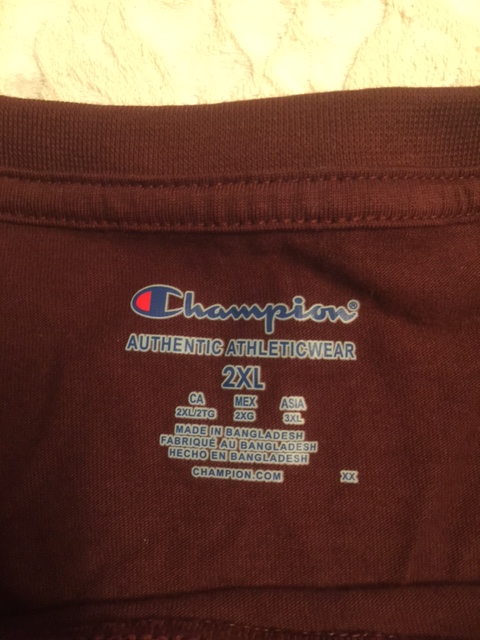 Champion®
AUTHENTIC ATHLETICWEAR
2XL
CA MEX ASIA
2XL/2TG 2XG 3XL
MADE IN BANGLADESH
FABRIQUÉ AU BANGLADESH
HECHO EN BANGLADESH
CHAMPION.COM XX